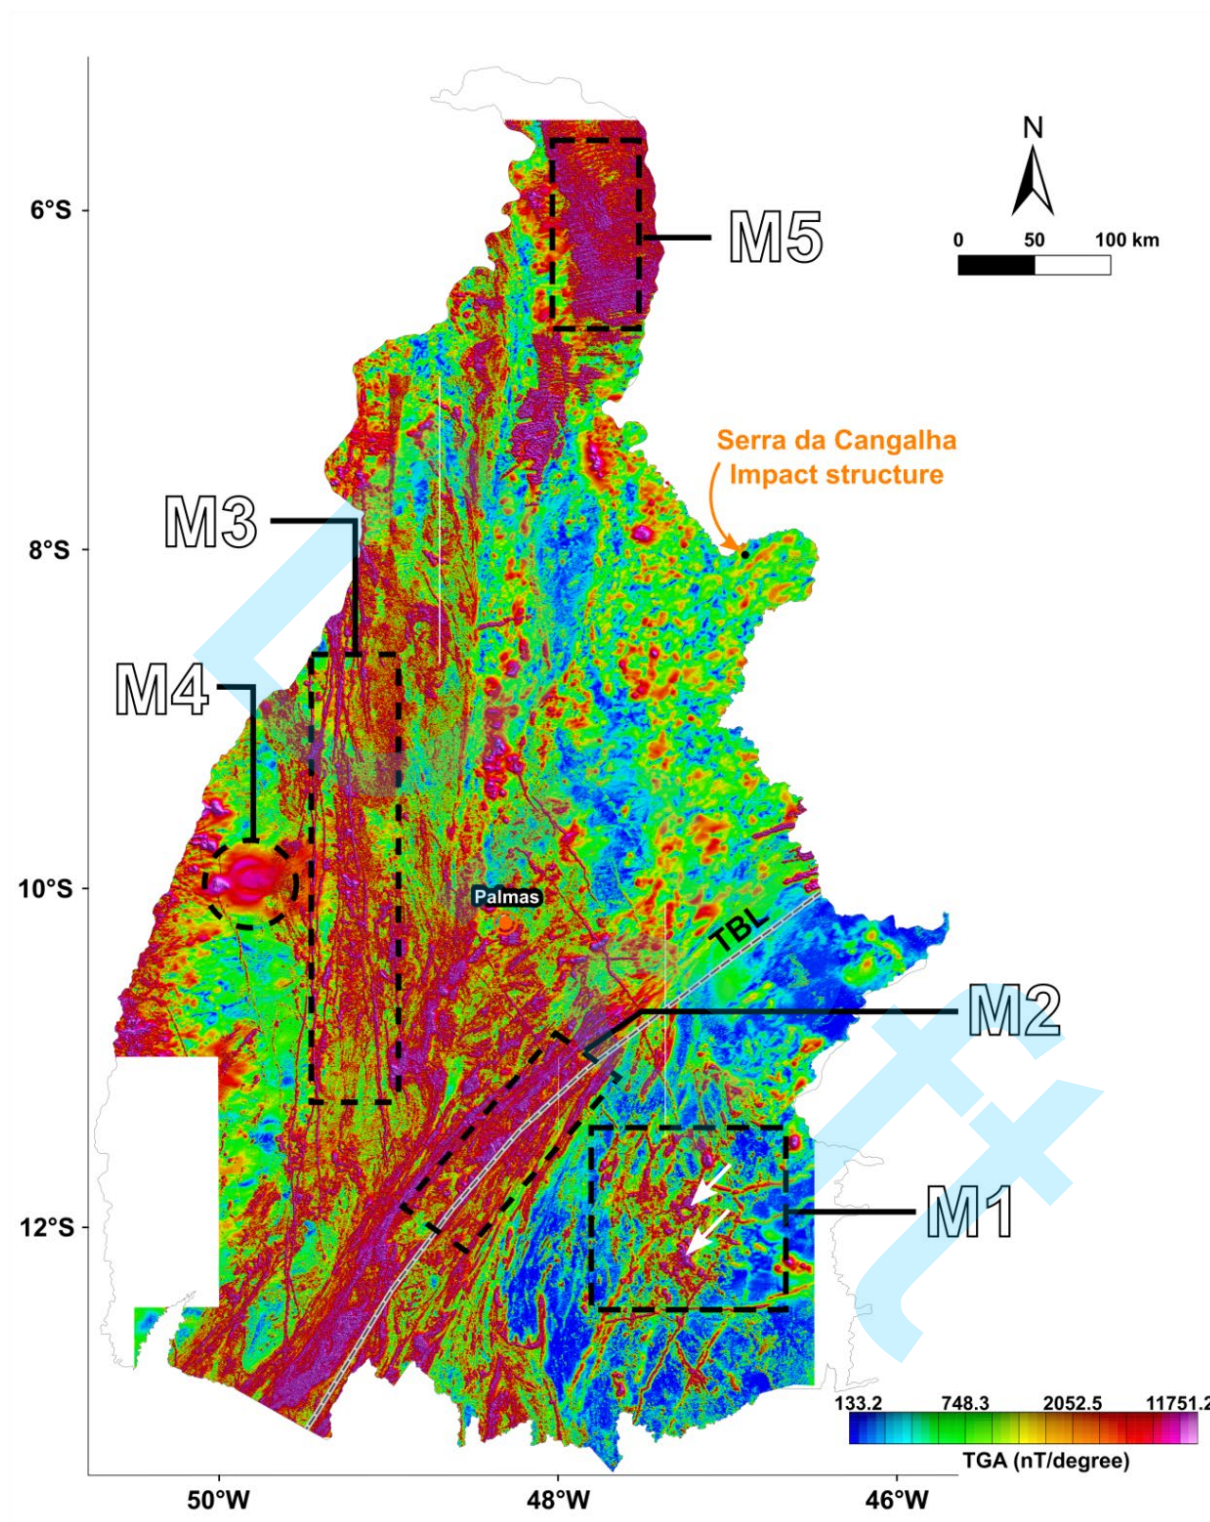 N
0 50 100 km
6°S
M5
Serra da Cangalha
Impact structure
M3
8°S
M4
10°S
Palmas
TBL
M2
M1
12°S
133.2 748.3 2052.5 11751.2
TGA (nT/degree)
50°W 48°W 46°W